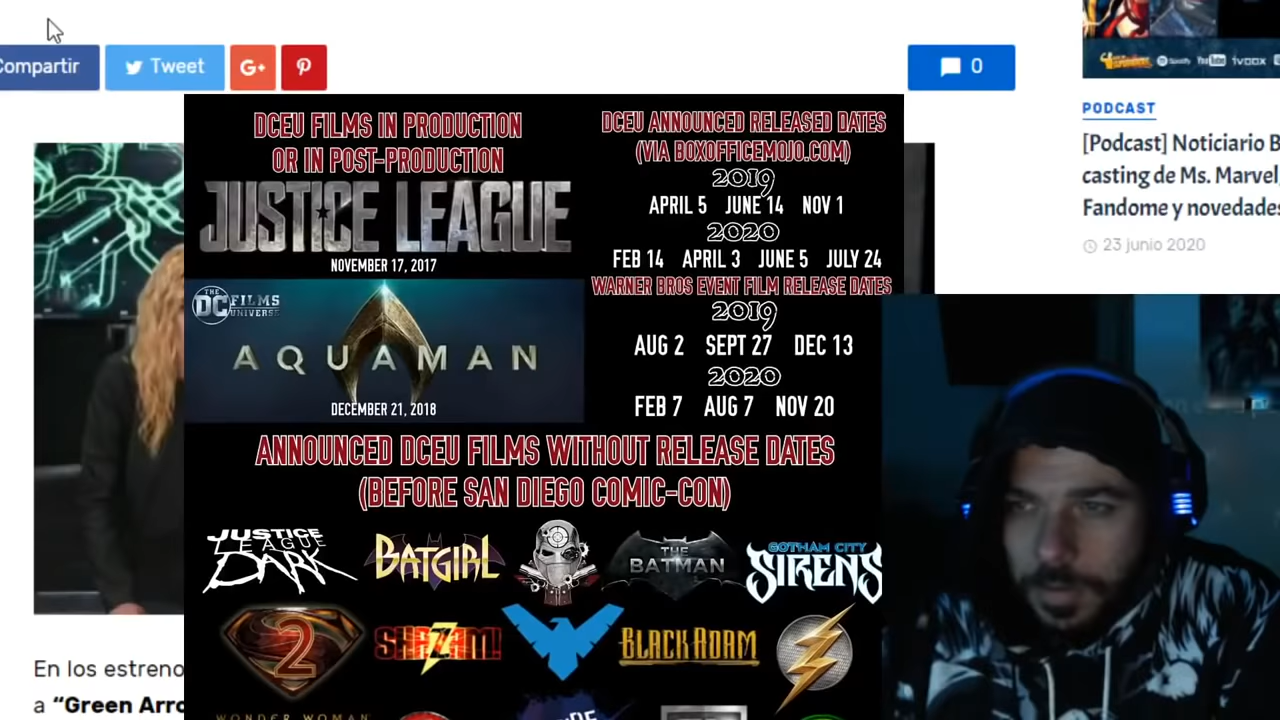 Compartir
Tweet
G+
0
PODCAST
[Podcast] Noticiario B
casting de Ms. Marvel,
Fandome y novedades
23 junio 2020
DCEU FILMS IN PRODUCTION
OR IN POST-PRODUCTION
JUSTICE LEAGUE
NOVEMBER 17, 2017
THE
DC FILMS
UNIVERSE
AQUAMAN
DECEMBER 21, 2018
DCEU ANNOUNCED RELEASED DATES
(VIA BOXOFFICEMOJO.COM)
2019
APRIL 5 JUNE 14 NOV 1
2020
FEB 14 APRIL 3 JUNE 5 JULY 24
WARNER BROS EVENT FILM RELEASE DATES
2019
AUG 2 SEPT 27 DEC 13
2020
FEB 7 AUG 7 NOV 20
ANNOUNCED DCEU FILMS WITHOUT RELEASE DATES
(BEFORE SAN DIEGO COMIC-CON)
JUSTICE
LEAGUE
DARK
BATGIRL
THE
BATMAN
GOTHAM CITY
SIRENS
2
SHAZAM!
BLACK ADAM
WONDER WOMAN
En los estreno
a “Green Arro